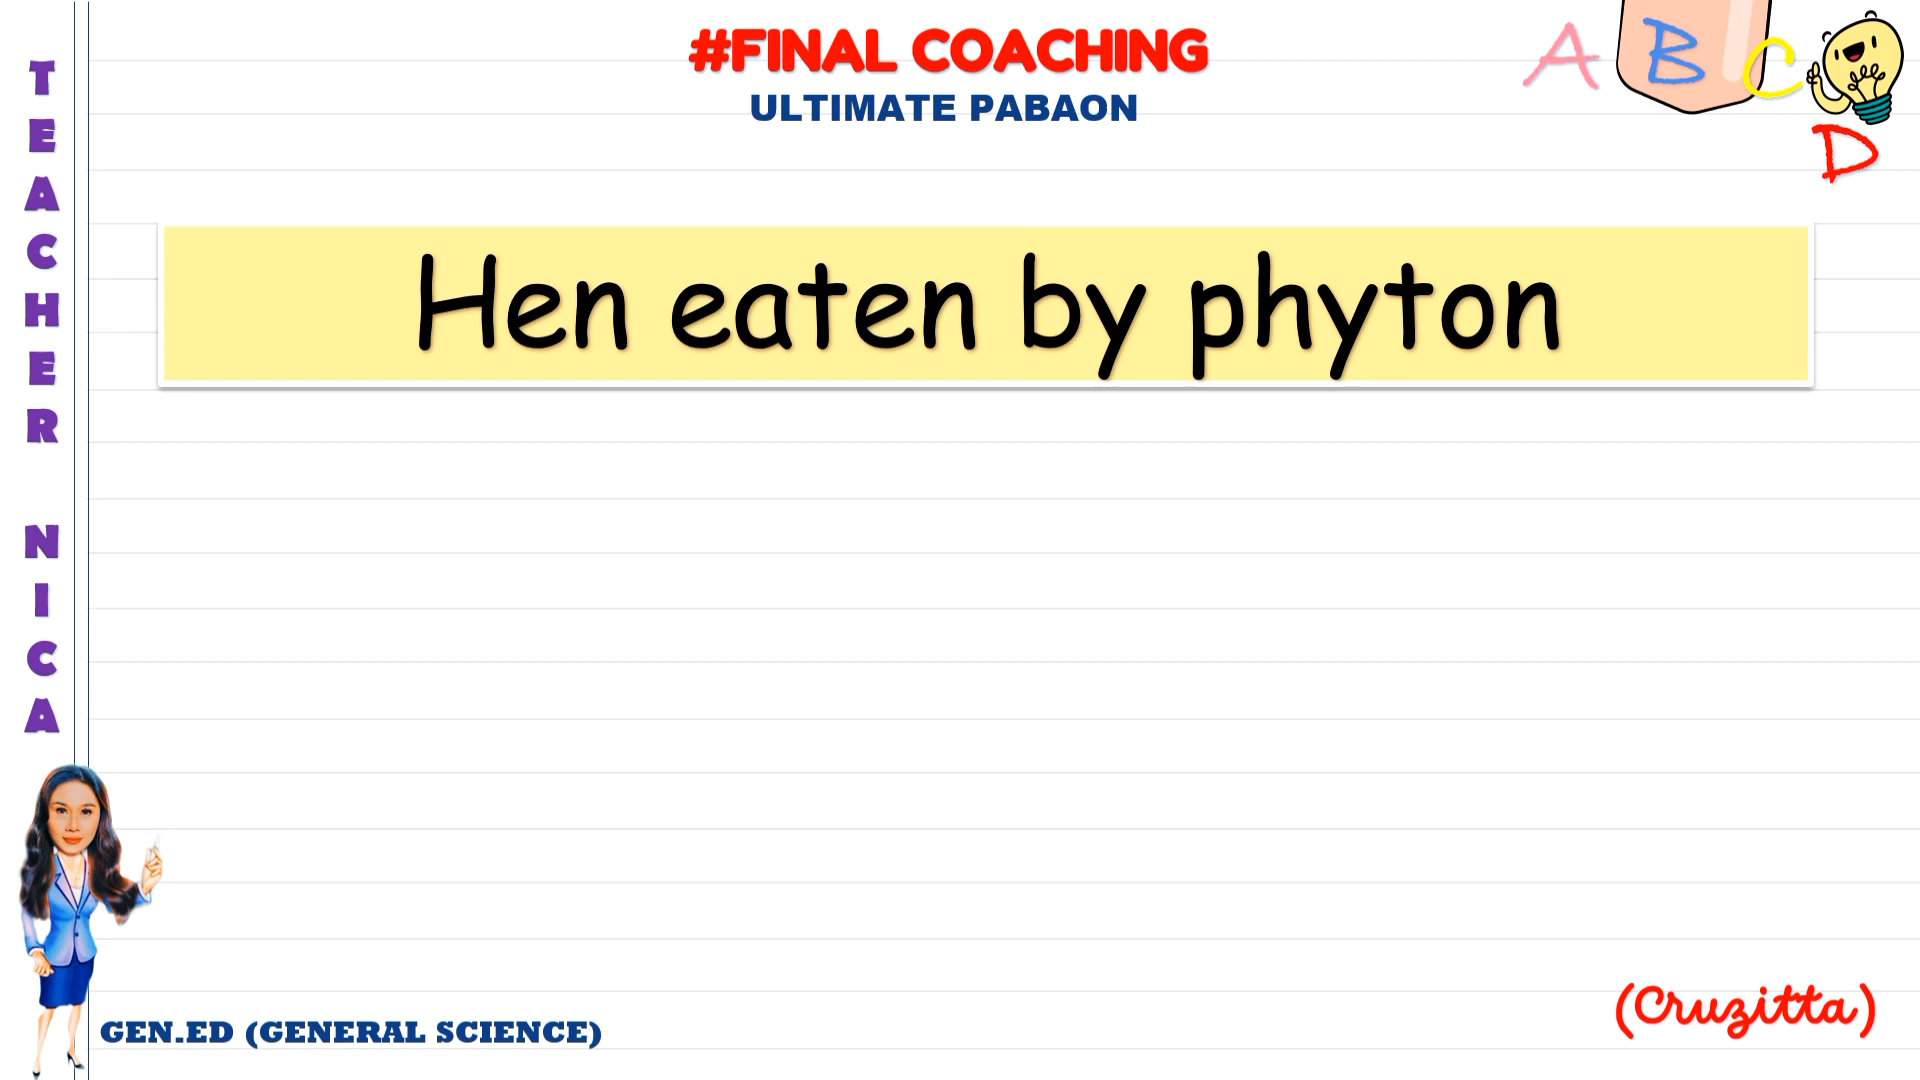 #FINAL COACHING
ULTIMATE PABAON
A B C
D
TEACHER NICA
Hen eaten by phyton
GEN.ED (GENERAL SCIENCE)
(Cruzitta)